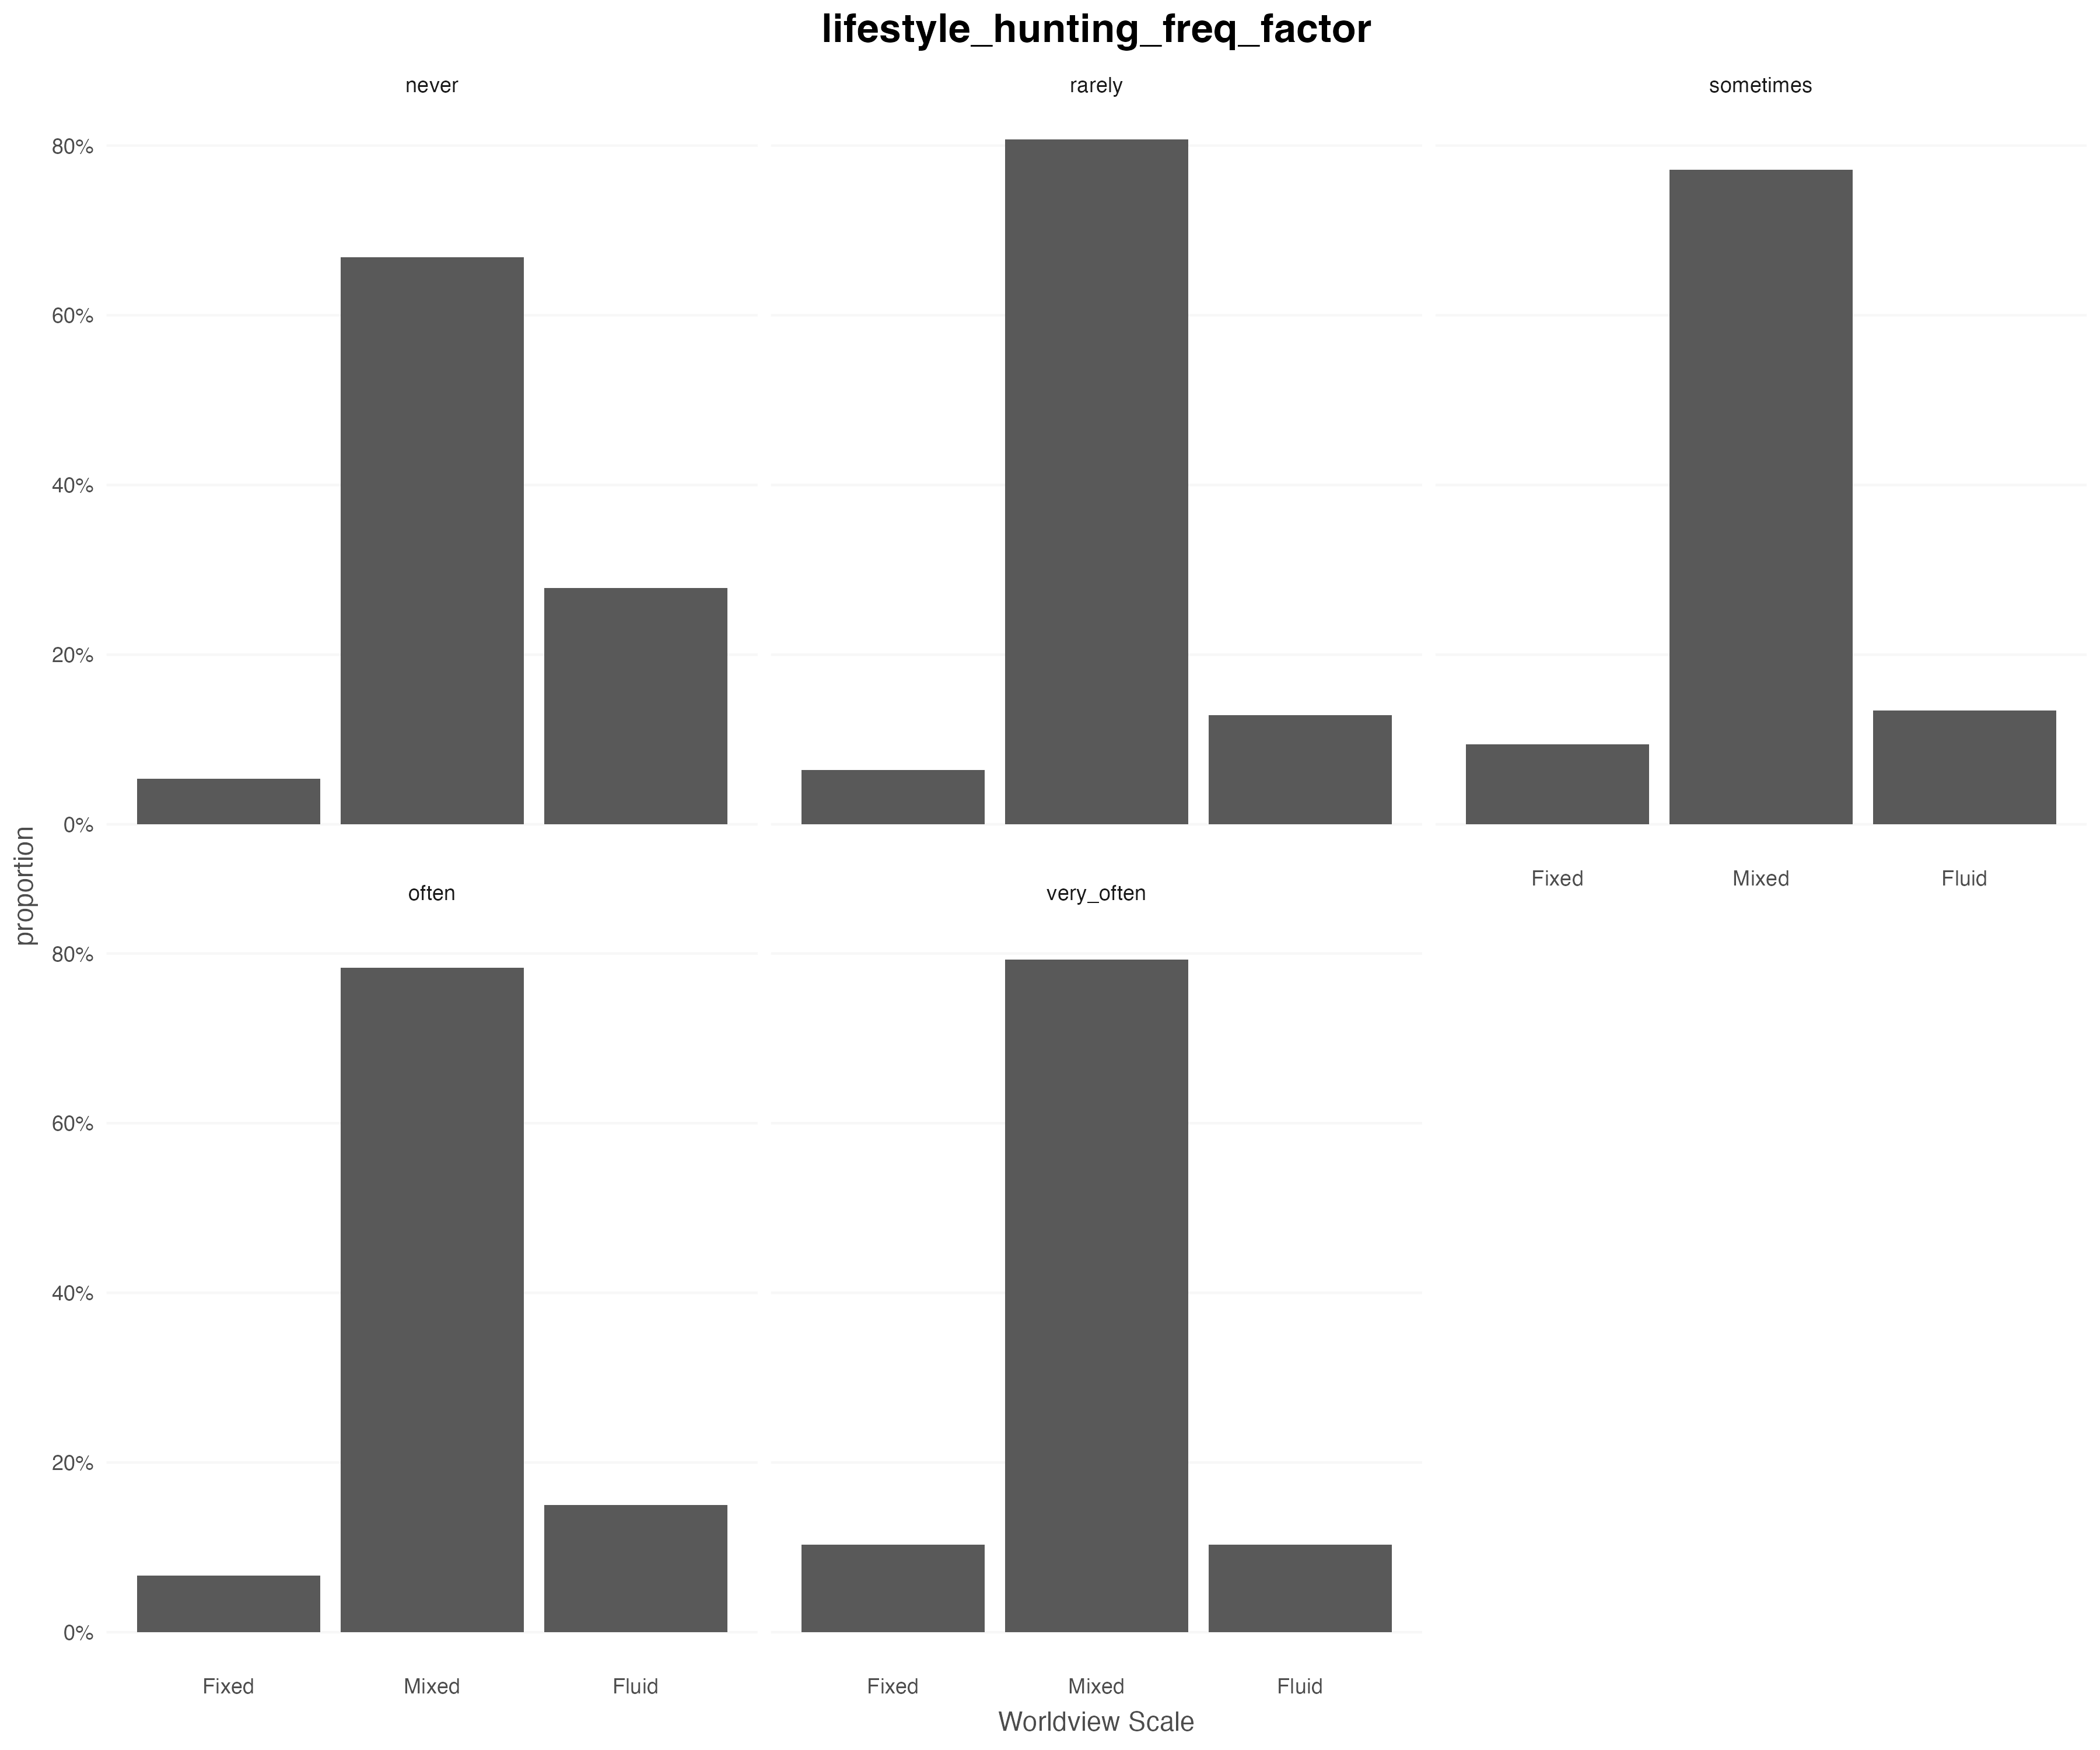 lifestyle_hunting_freq_factor
never
rarely
sometimes
80%
60%
40%
20%
0%
Fixed
Mixed
Fluid
proportion
often
very_often
80%
60%
40%
20%
0%
Fixed
Mixed
Fluid
Fixed
Mixed
Fluid
Worldview Scale